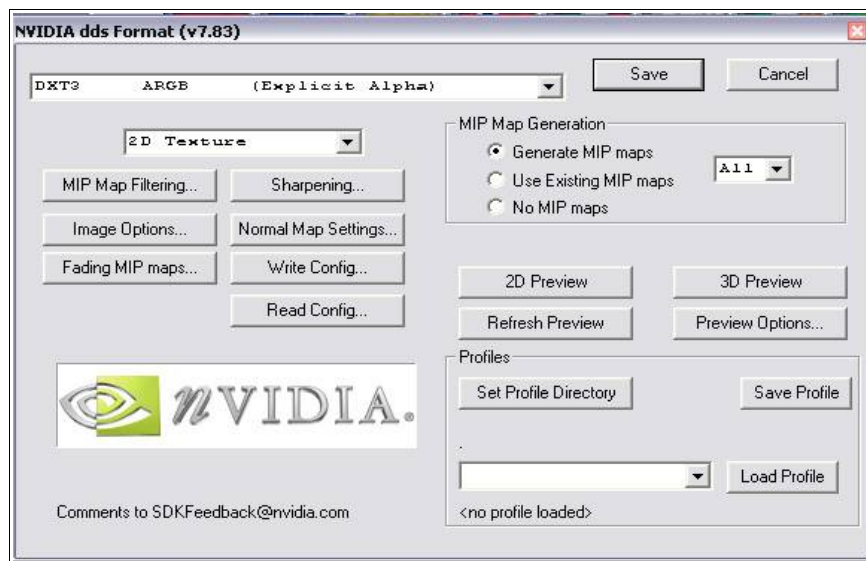 NVIDIA dds Format (v7.83)
DXT3 ARGB (Explicit Alpha)
Save
Cancel
2D Texture
MIP Map Generation
Generate MIP maps
Use Existing MIP maps
No MIP maps
All
MIP Map Filtering...
Sharpening...
Image Options...
Normal Map Settings...
Fading MIP maps...
Write Config...
Read Config...
2D Preview
3D Preview
Refresh Preview
Preview Options...
Profiles
Set Profile Directory
Save Profile
.
Load Profile
<no profile loaded>
nVIDIA®
Comments to SDKFeedback@nvidia.com